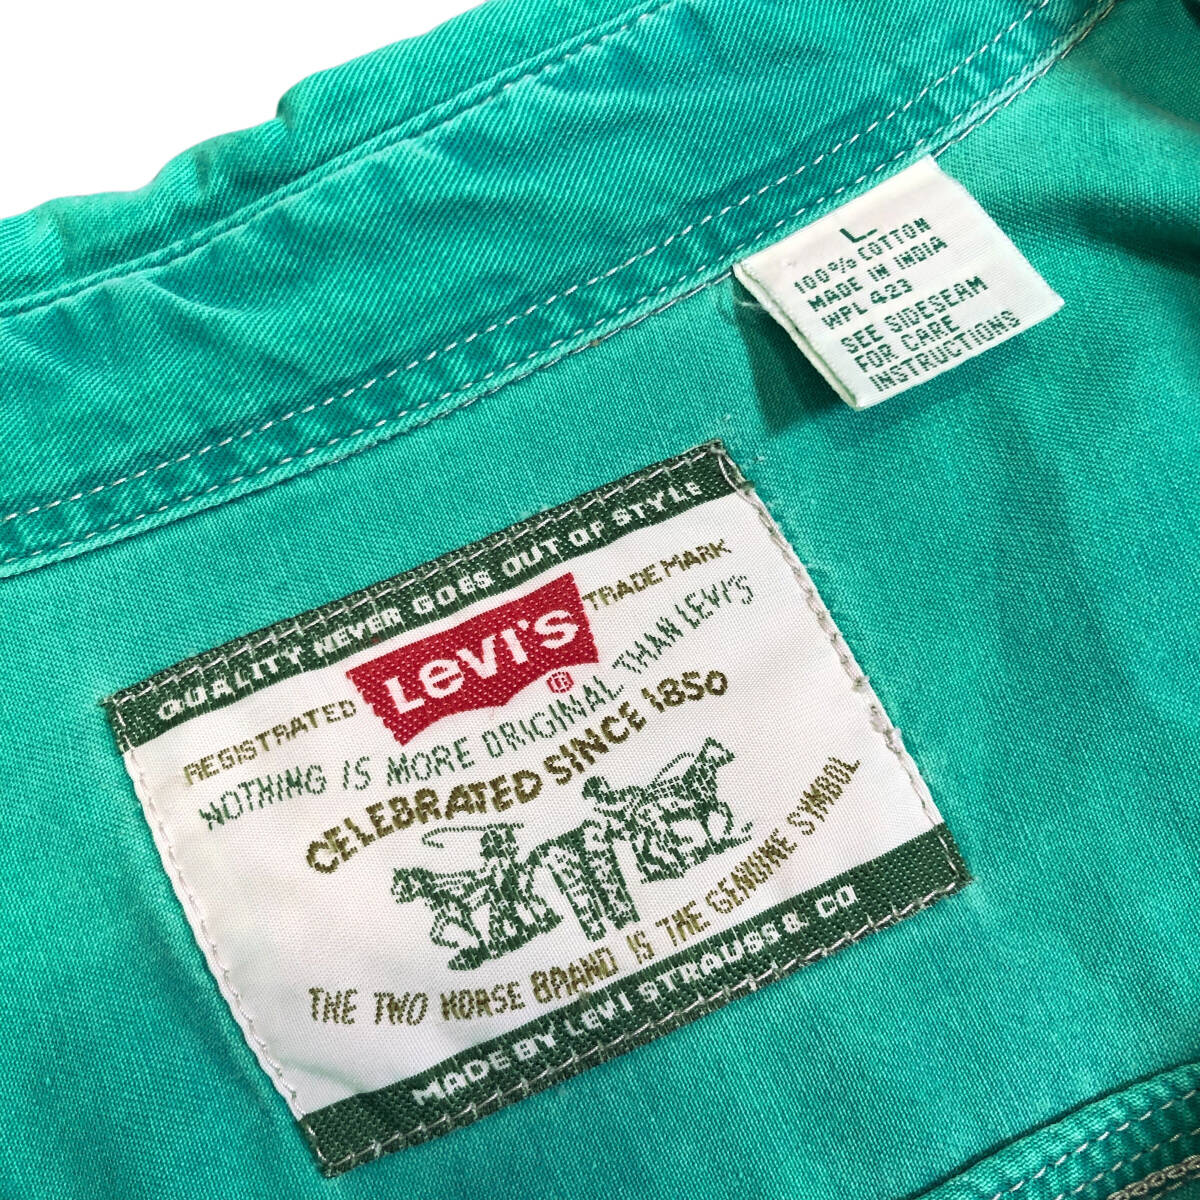 L
100% COTTON
MADE IN INDIA
WPL 423
SEE SIDESEAM
FOR CARE
INSTRUCTIONS
QUALITY NEVER GOES OUT OF STYLE
REGISTRATED LEVI'S ® TRADEMARK
NOTHING IS MORE ORIGINAL THAN LEVI'S
CELEBRATED SINCE 1850
THE TWO HORSE BRAND IS THE GENUINE SYMBOL
MADE BY LEVI STRAUSS & CO